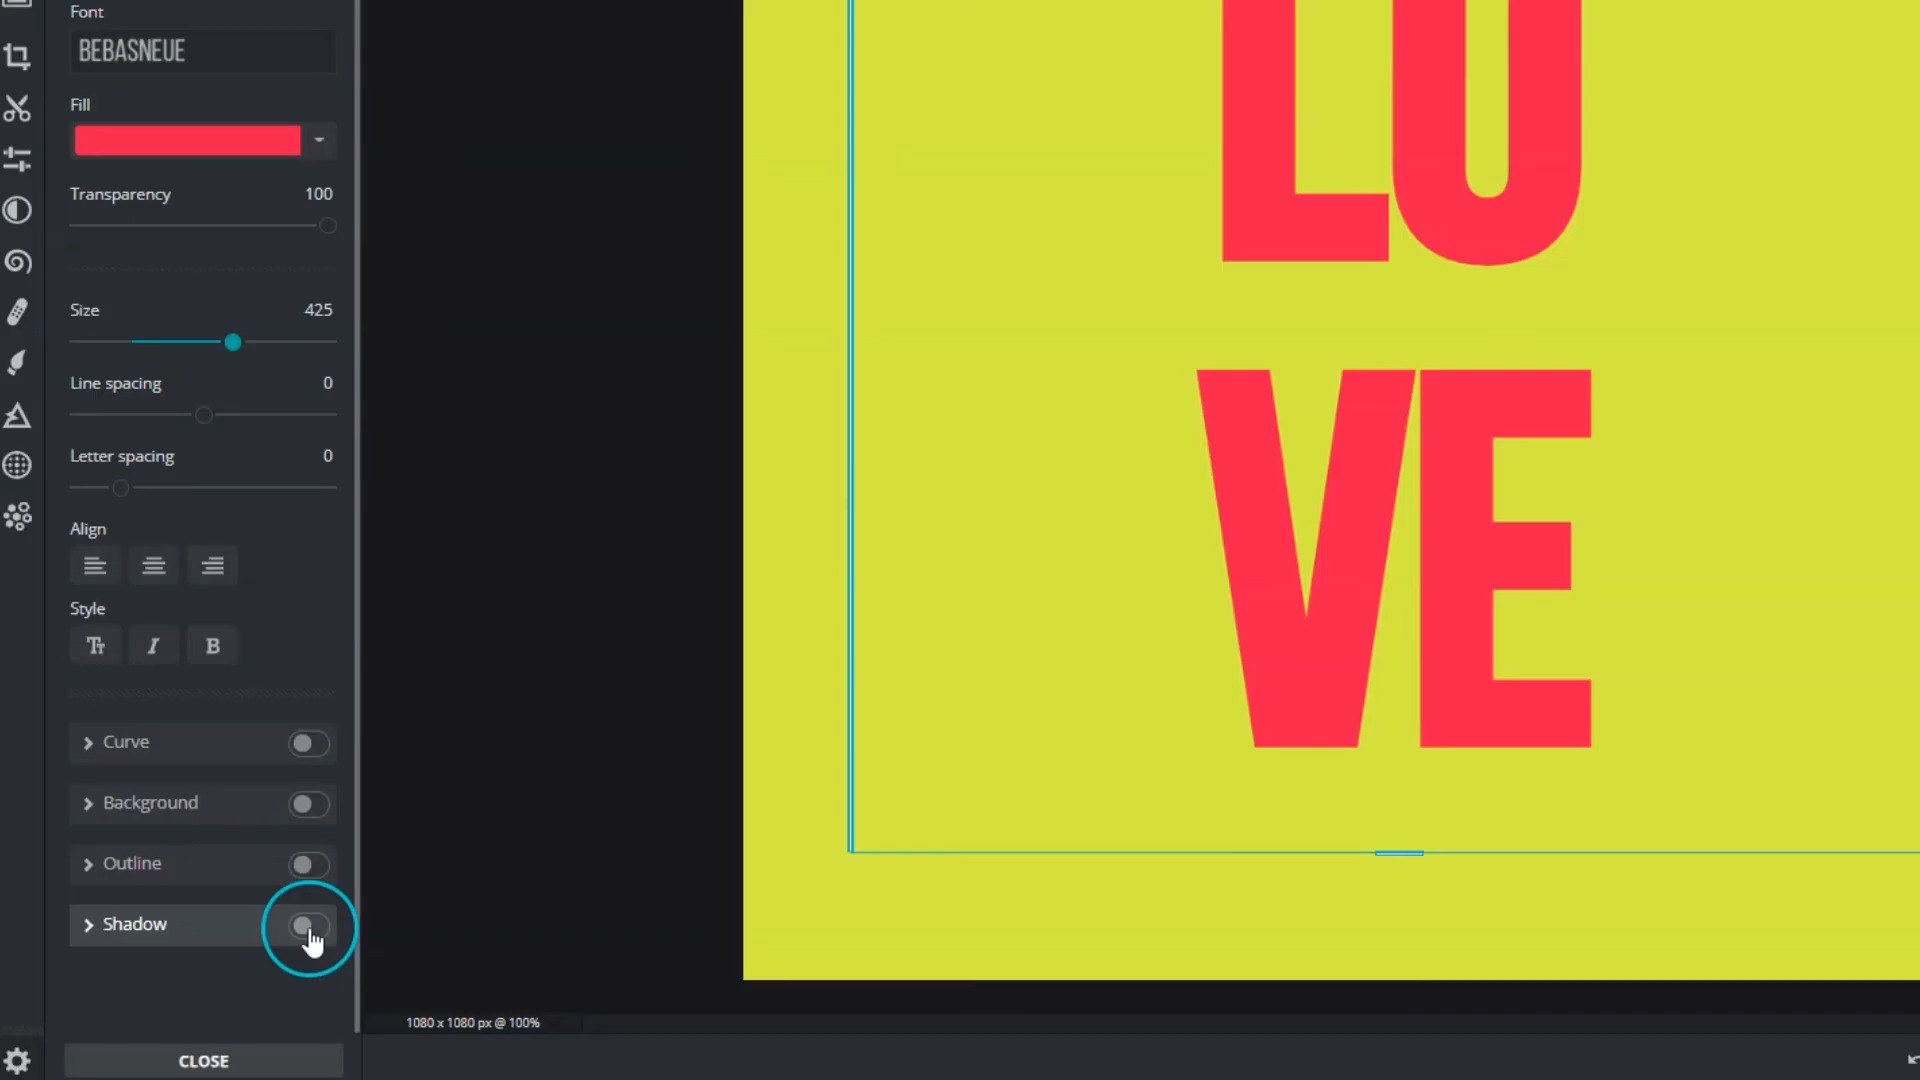 Font
BEBASNEUE
Fill
Transparency 100
Size 425
Line spacing 0
Letter spacing 0
Align
Style
TT I B
Curve
Background
Outline
Shadow
CLOSE
LO
VE
1080 x 1080 px @ 100%